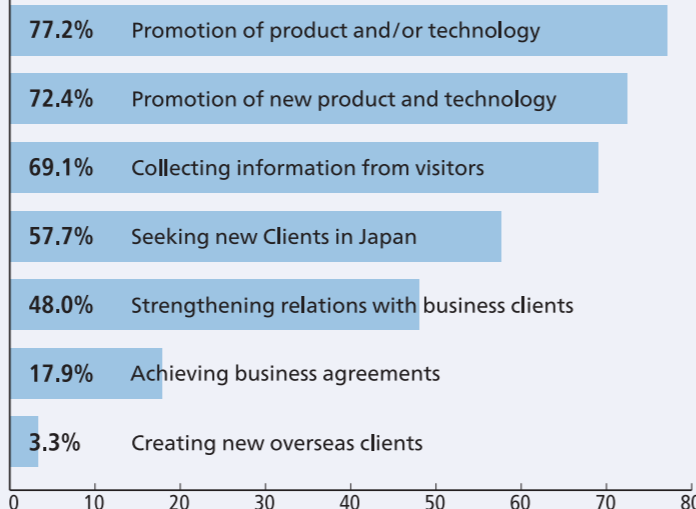 77.2% Promotion of product and/or technology
72.4% Promotion of new product and technology
69.1% Collecting information from visitors
57.7% Seeking new Clients in Japan
48.0% Strengthening relations with business clients
17.9% Achieving business agreements
3.3% Creating new overseas clients
0 10 20 30 40 50 60 70 80